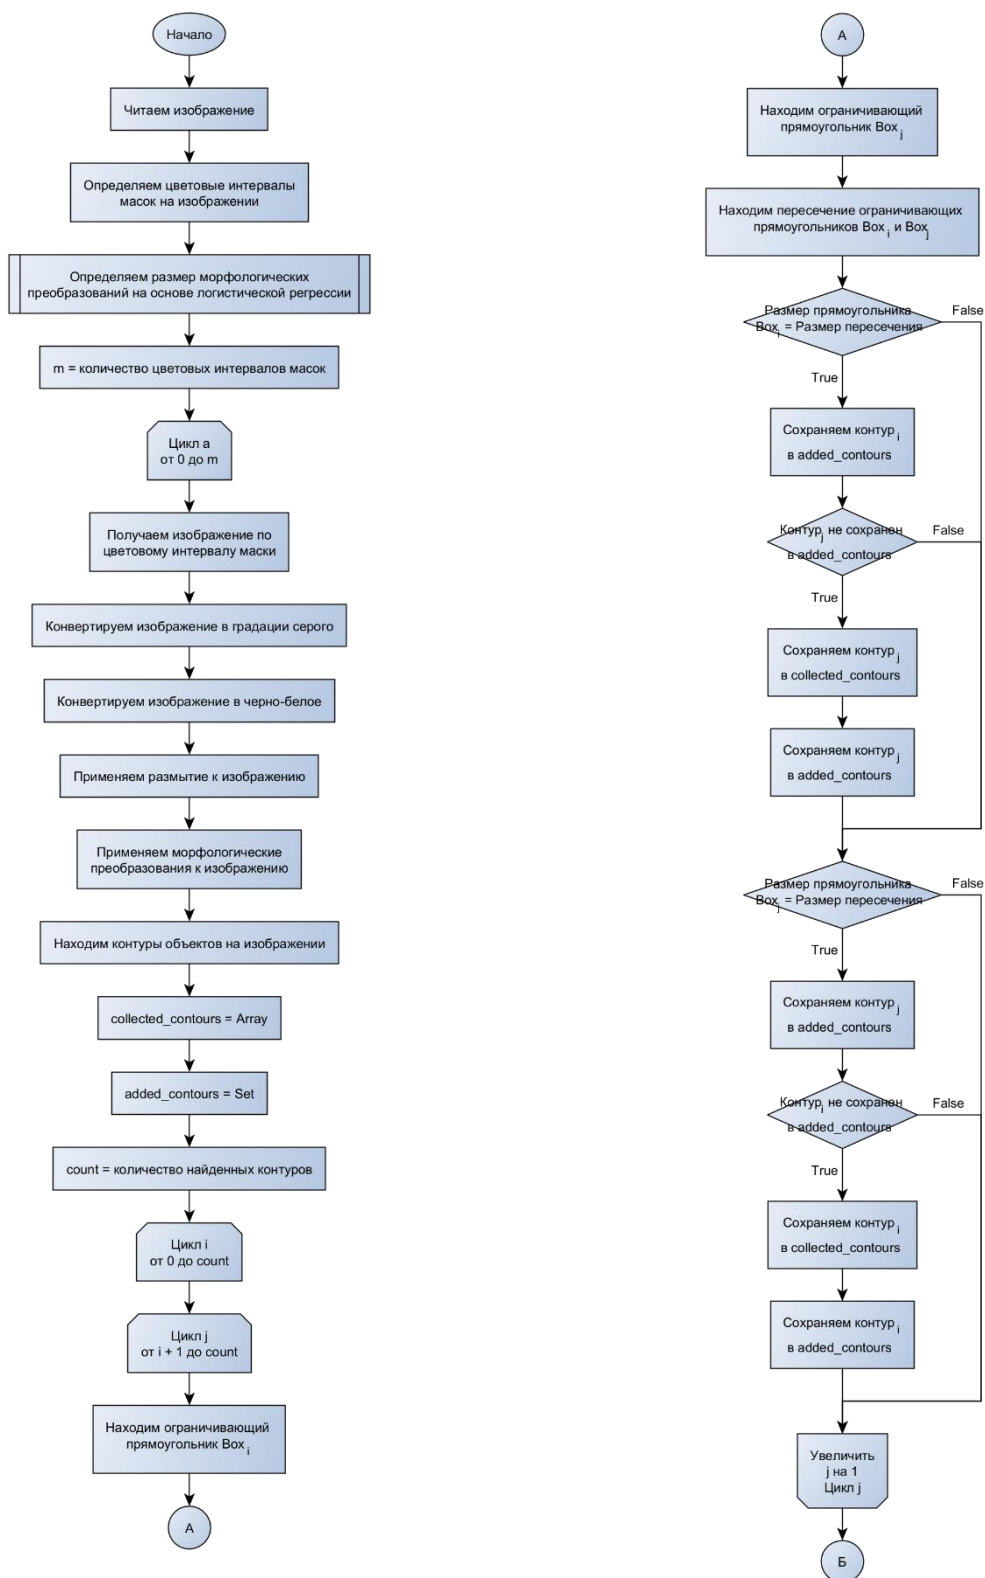 Начало
Читаем изображение
Определяем цветовые интервалы
масок на изображении
Определяем размер морфологических
преобразований на основе логистической регрессии
m = количество цветовых интервалов масок
Цикл a
от 0 до m
Получаем изображение по
цветовому интервалу маски
Конвертируем изображение в градации серого
Конвертируем изображение в черно-белое
Применяем размытие к изображению
Применяем морфологические
преобразования к изображению
Находим контуры объектов на изображении
collected_contours = Array
added_contours = Set
count = количество найденных контуров
Цикл i
от 0 до count
Цикл j
от i + 1 до count
Находим ограничивающий
прямоугольник Box i
А
А
Находим ограничивающий
прямоугольник Box j
Находим пересечение ограничивающих
прямоугольников Box i и Box j
Размер прямоугольника
Box i = Размер пересечения
False
True
Сохраняем контур i
в added_contours
Контур j не сохранен
в added_contours
False
True
Сохраняем контур j
в collected_contours
Сохраняем контур j
в added_contours
Размер прямоугольника
Box j = Размер пересечения
False
True
Сохраняем контур j
в added_contours
Контур i не сохранен
в added_contours
False
True
Сохраняем контур i
в collected_contours
Сохраняем контур i
в added_contours
Увеличить
j на 1
Цикл j
Б